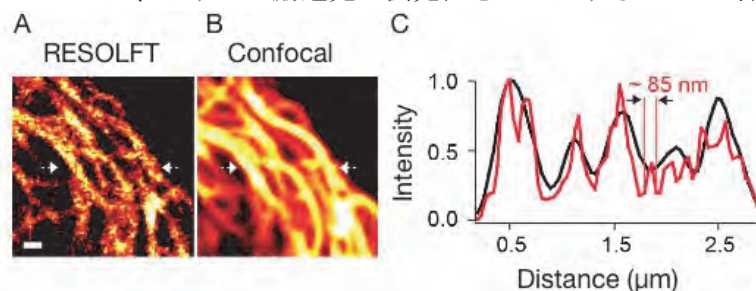 A
RESOLFT
B
Confocal
C
1.0
0.5
0.0
Intensity
~ 85 nm
0.5
1.5
2.5
Distance (μm)